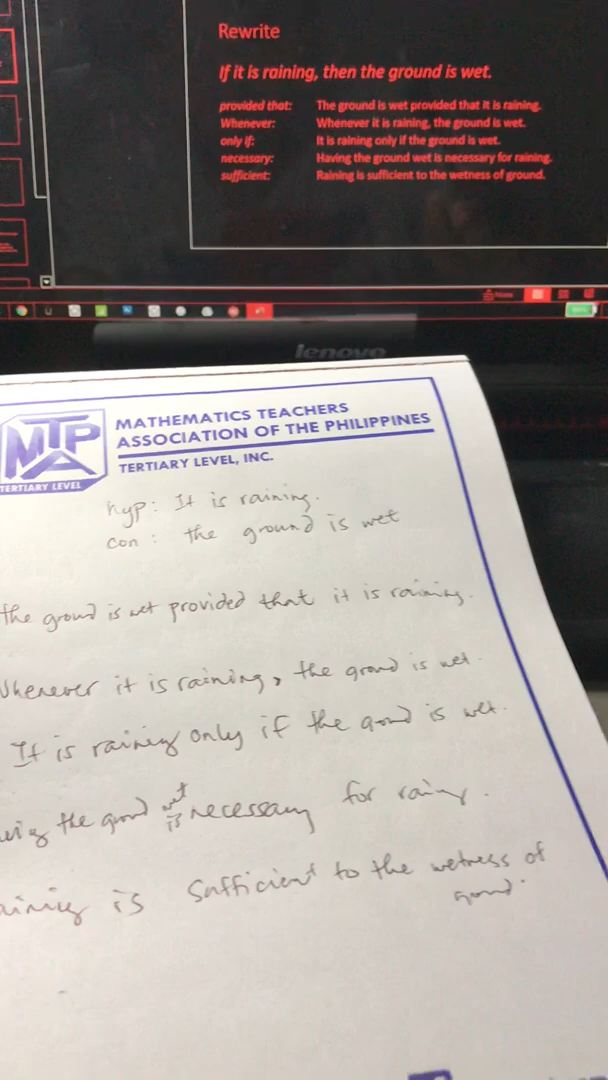 Rewrite
If it is raining, then the ground is wet.
provided that: The ground is wet provided that it is raining.
Whenever: Whenever it is raining, the ground is wet.
only if: It is raining only if the ground is wet.
necessary: Having the ground wet is necessary for raining.
sufficient: Raining is sufficient to the wetness of ground.
lenovo
MTAP
TERTIARY LEVEL
MATHEMATICS TEACHERS
ASSOCIATION OF THE PHILIPPINES
TERTIARY LEVEL, INC.
hyp: It is raining.
con: the ground is wet
the ground is wet provided that it is raining.
Whenever it is raining, the ground is wet.
It is raining only if the ground is wet.
the ground wet is necessary for raining.
is sufficient to the wetness of
ground.